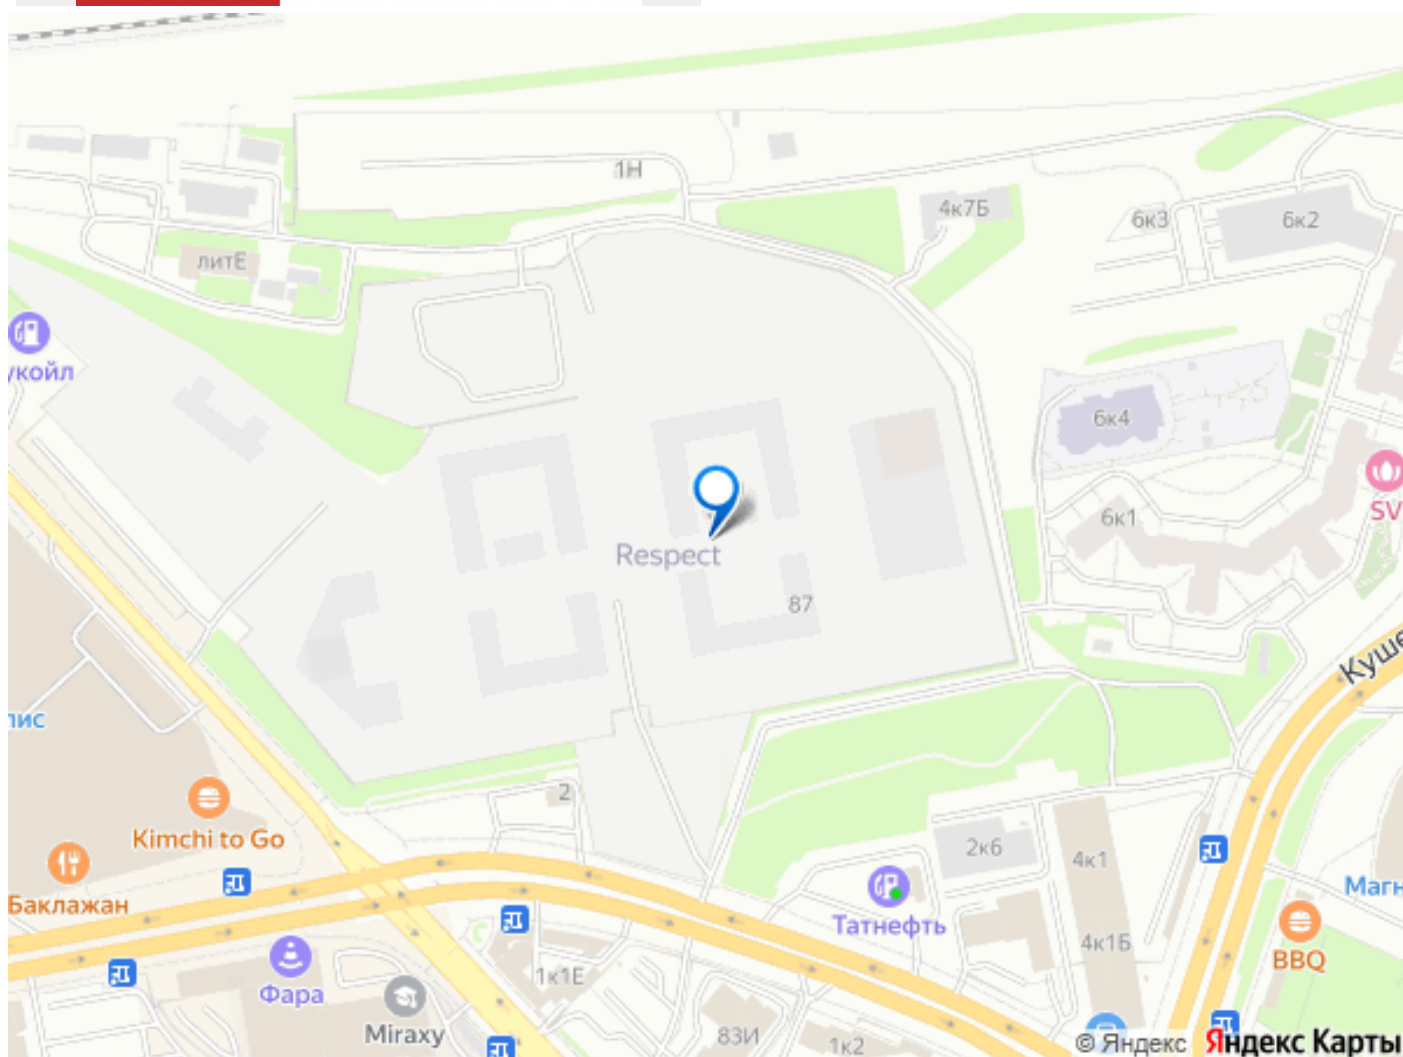 1Н
4к7Б
6к3
6к2
литЕ
укойл
6к4
6к1
SV
Respect
87
Куше
лис
2
Kimchi to Go
2к6
4к1
Баклажан
Татнефть
Магн
4к1Б
BBQ
1к1Е
Фара
Miraxy
83И
1к2
© Яндекс Яндекс Карты